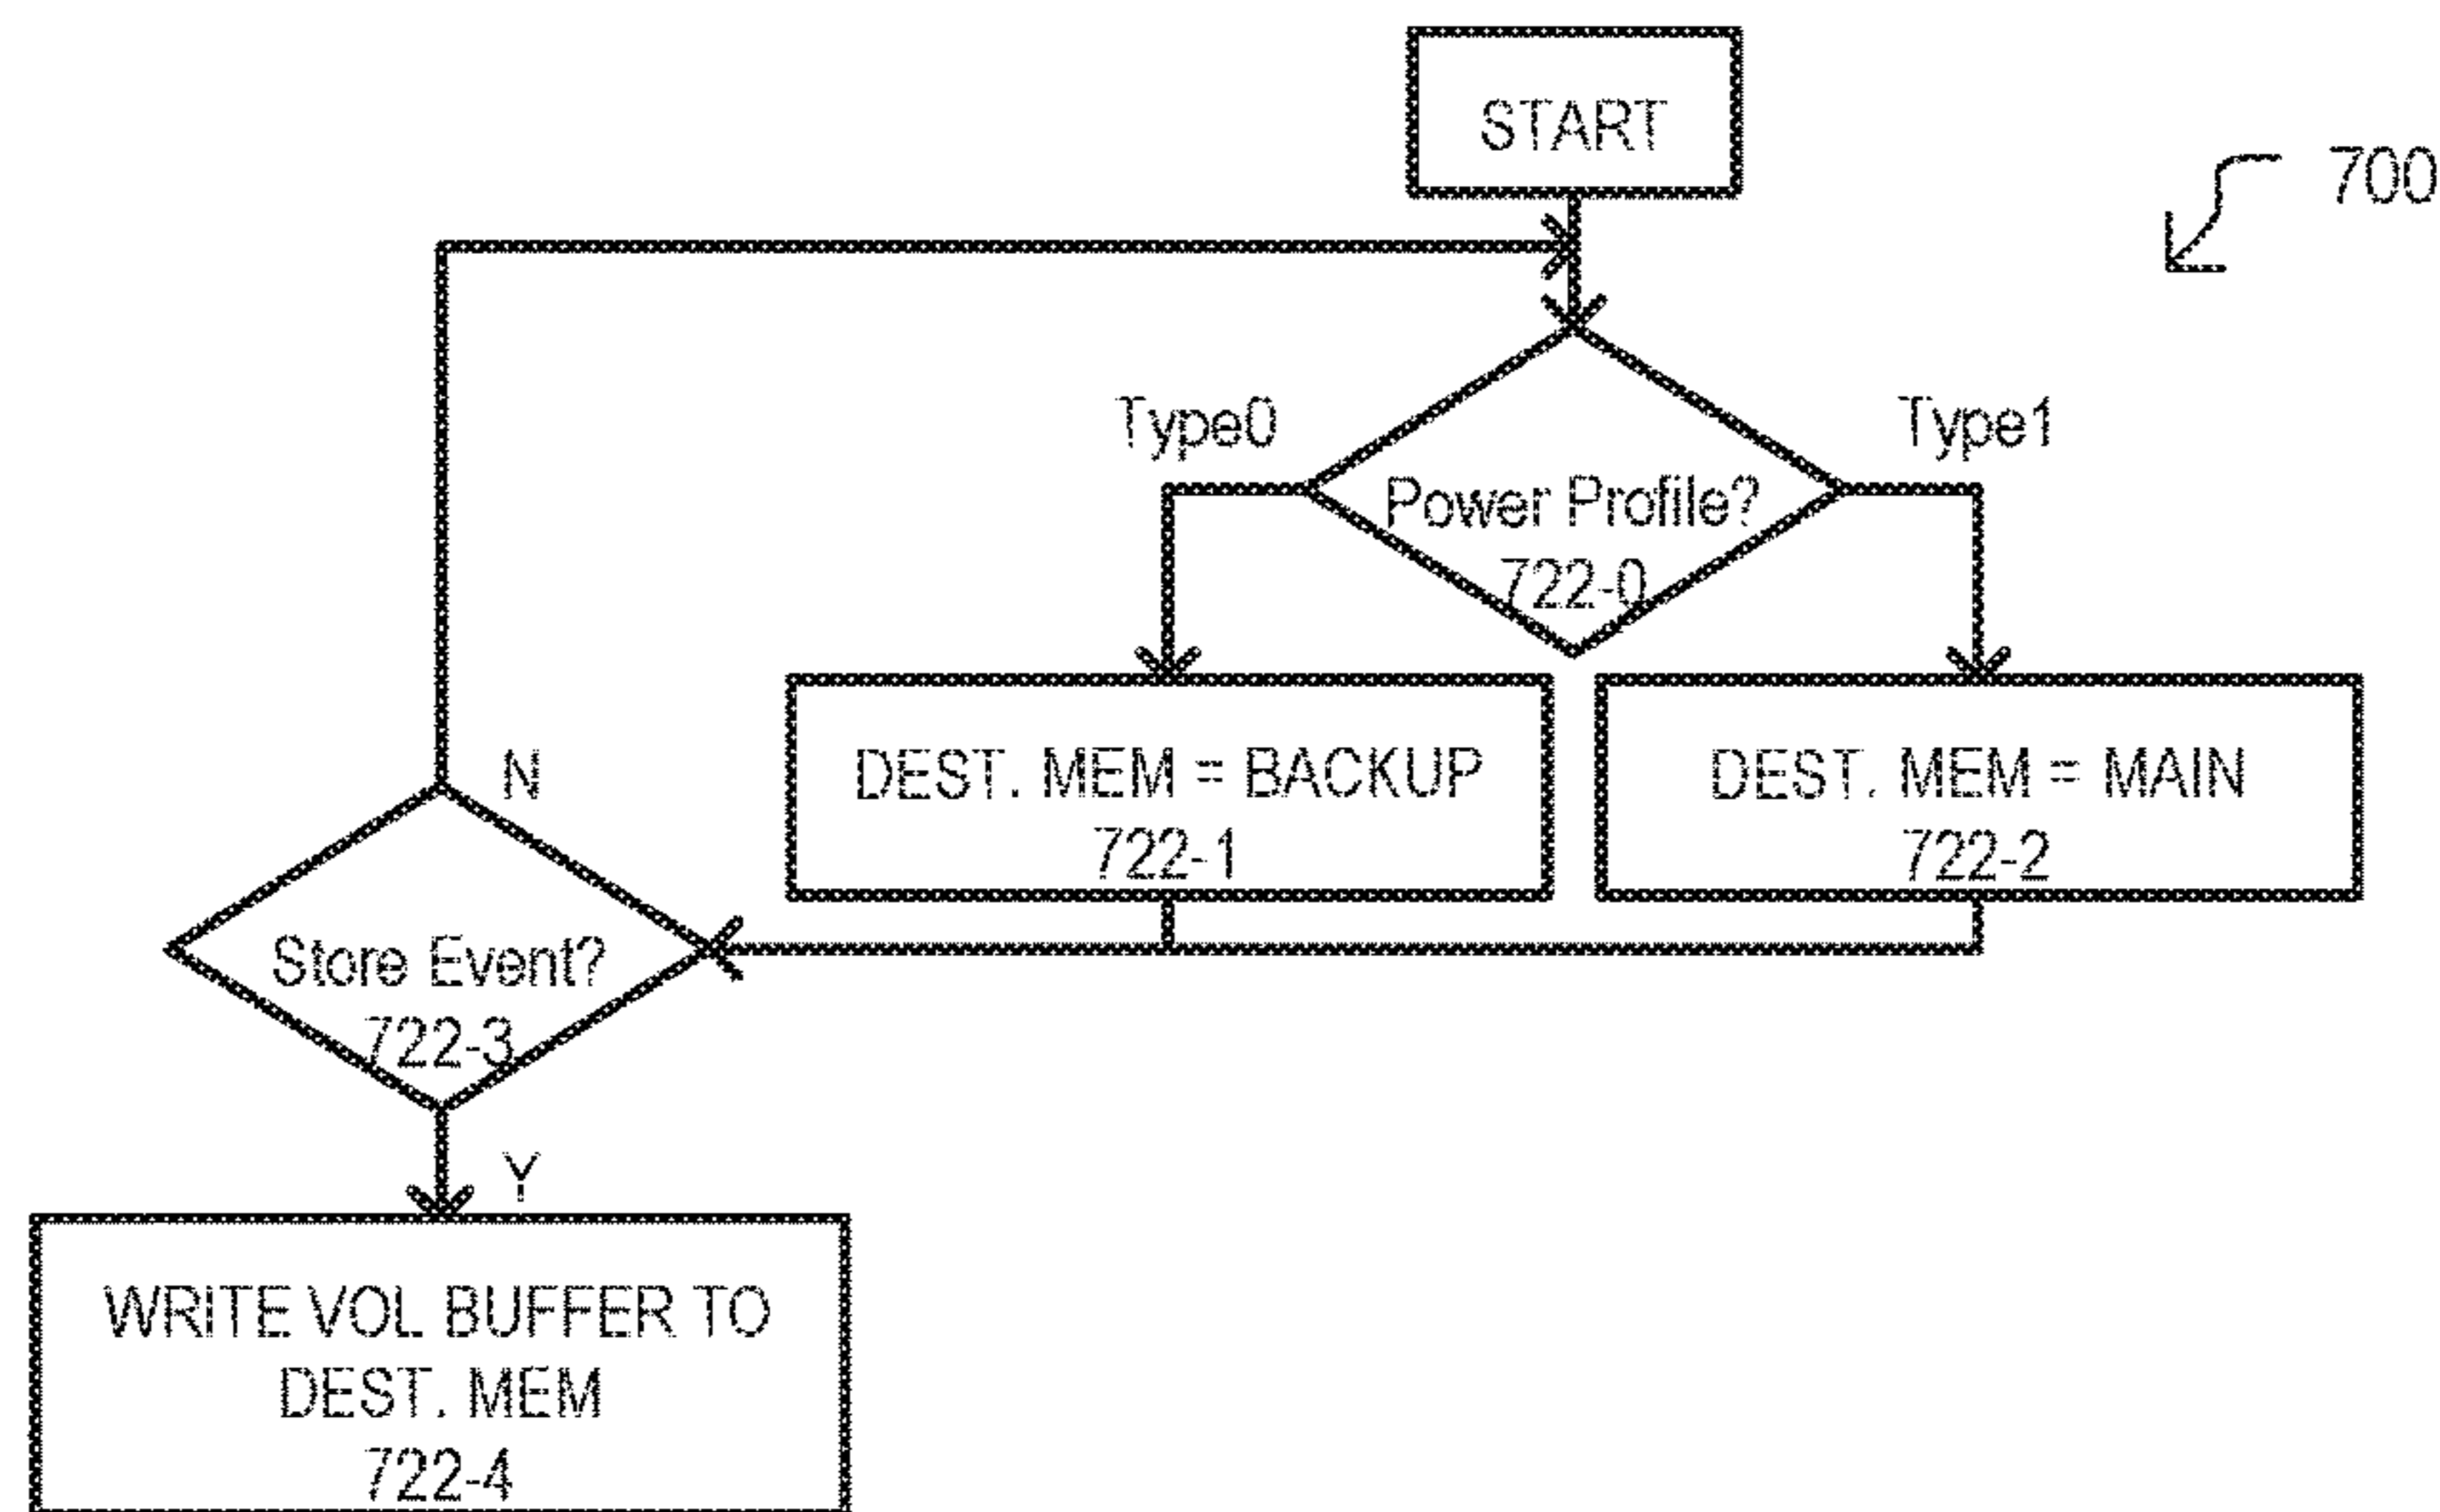 START
700
Type0
Type1
Power Profile?
722-0
DEST. MEM = BACKUP
722-1
DEST. MEM = MAIN
722-2
N
Store Event?
722-3
Y
WRITE VOL BUFFER TO
DEST. MEM
722-4